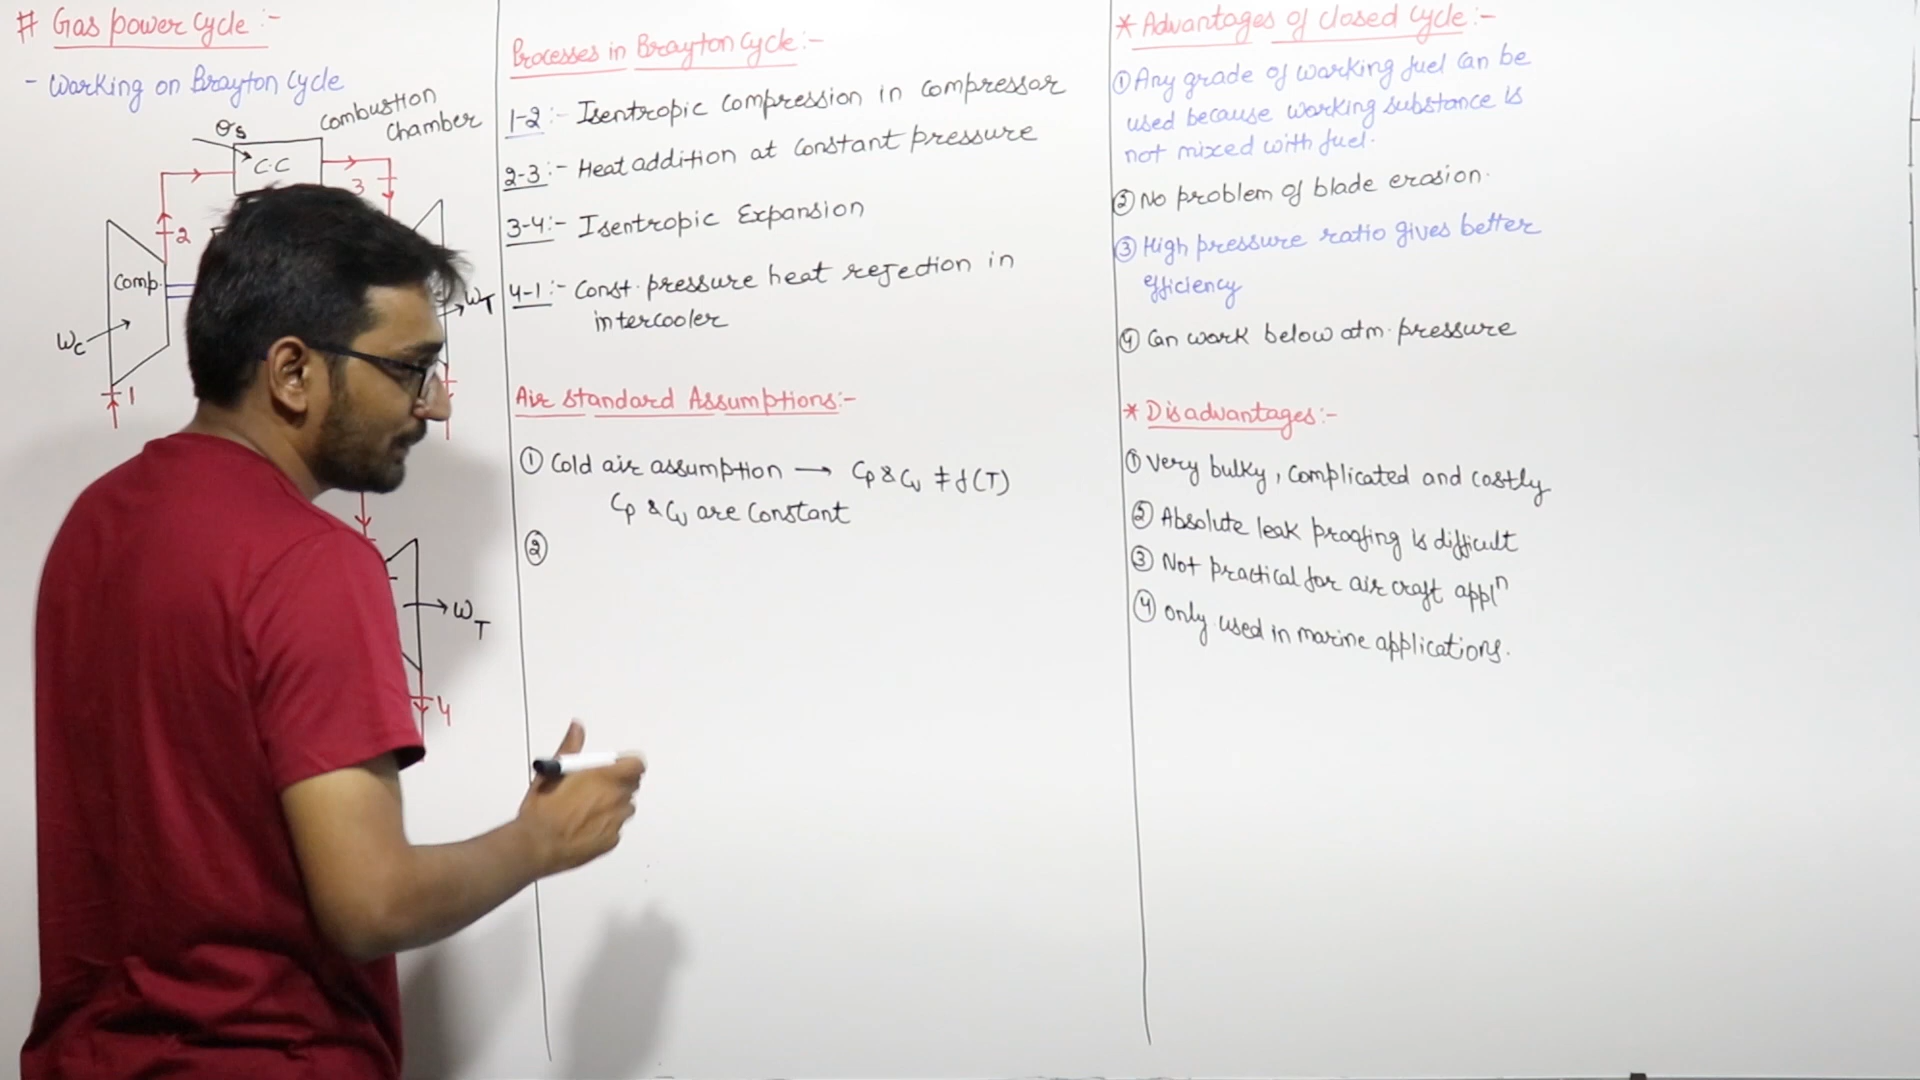 # Gas power cycle :-
- Working on Brayton cycle
combustion
chamber
Qs
C.C
3
2
Comp.
Wc
1
WT
WT
4
Processes in Brayton Cycle:-
1-2:- Isentropic Compression in compressor
2-3:- Heat addition at Constant pressure
3-4:- Isentropic Expansion
4-1:- Const. pressure heat rejection in
intercooler
Air standard Assumptions:-
① Cold air assumption → Cp & Cv ≠ f(T)
Cp & Cv are Constant
②
* Advantages of closed cycle:-
① Any grade of working fuel can be
used because working substance is
not mixed with fuel.
② No problem of blade erosion.
③ High pressure ratio gives better
efficiency
④ Can work below atm. pressure
* Disadvantages:-
① Very bulky, complicated and costly
② Absolute leak proofing is difficult
③ Not practical for air craft applⁿ
④ only used in marine applications.